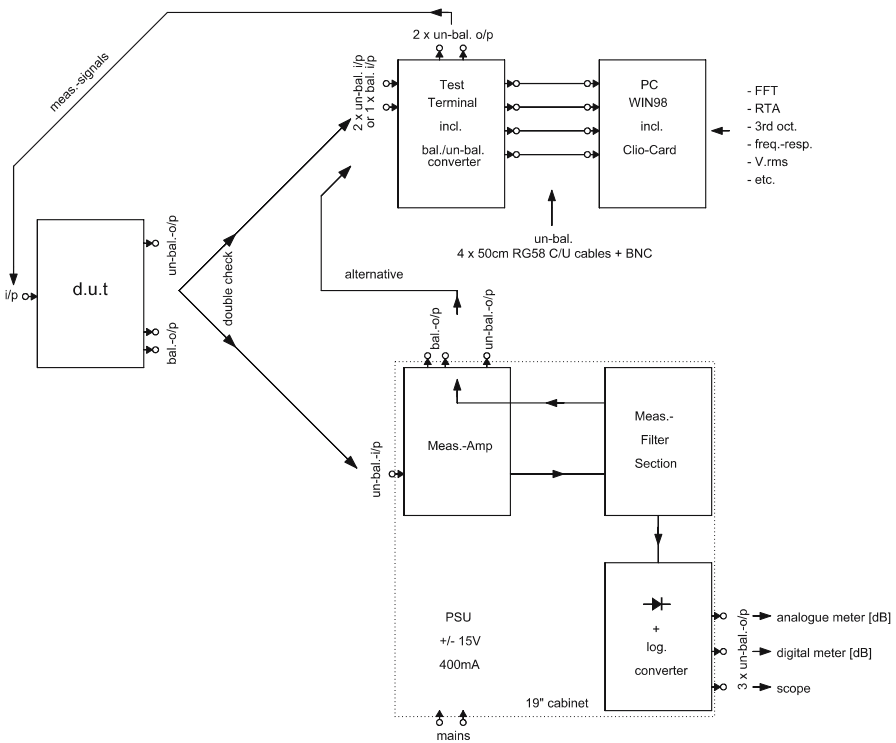 2 x un-bal. o/p
meas.-signals
2 x un-bal. i/p
or 1 x bal. i/p
Test
Terminal
incl.
bal./un-bal.
converter
PC
WIN98
incl.
Clio-Card
- FFT
- RTA
- 3rd oct.
- freq.-resp.
- V.rms
- etc.
un-bal.
4 x 50cm RG58 C/U cables + BNC
un-bal.-o/p
i/p
d.u.t
bal.-o/p
double check
alternative
bal.-o/p
un-bal.-o/p
un-bal.-i/p
Meas.-Amp
Meas.-
Filter
Section
PSU
+/- 15V
400mA
+
log.
converter
3 x un-bal.-o/p
analogue meter [dB]
digital meter [dB]
scope
19" cabinet
mains